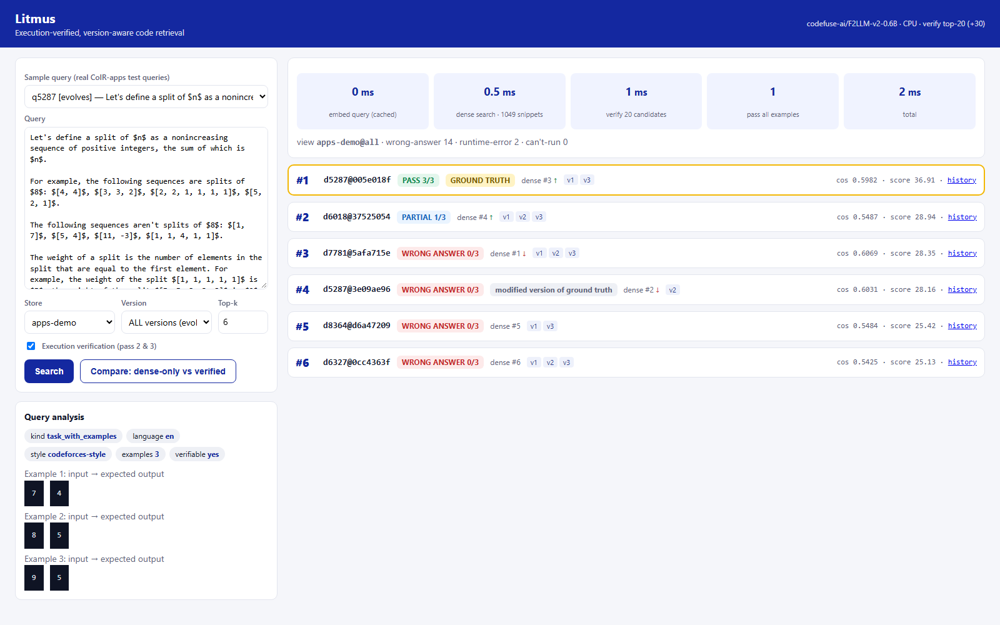 Litmus
Execution-verified, version-aware code retrieval
codefuse-ai/F2LLM-v2-0.6B · CPU · verify top-20 (+30)
Sample query (real CoIR-apps test queries)
q5287 [evolves] — Let's define a split of $n$ as a nonincre
Query
Let's define a split of $n$ as a nonincreasing
sequence of positive integers, the sum of which is
$n$.
For example, the following sequences are splits of
$8$: $[4, 4]$, $[3, 3, 2]$, $[2, 2, 1, 1, 1, 1]$, $[5,
2, 1]$.
The following sequences aren't splits of $8$: $[1,
7]$, $[5, 4]$, $[11, -3]$, $[1, 1, 4, 1, 1]$.
The weight of a split is the number of elements in the
split that are equal to the first element. For
example, the weight of the split $[1, 1, 1, 1, 1]$ is
Store
Version
Top-k
apps-demo
ALL versions (evol
6
Execution verification (pass 2 & 3)
Search
Compare: dense-only vs verified
Query analysis
kind task_with_examples
language en
style codeforces-style
examples 3
verifiable yes
Example 1: input → expected output
7 4
Example 2: input → expected output
8 5
Example 3: input → expected output
9 5
0 ms
embed query (cached)
0.5 ms
dense search · 1049 snippets
1 ms
verify 20 candidates
1
pass all examples
2 ms
total
view apps-demo@all · wrong-answer 14 · runtime-error 2 · can't-run 0
#1 d5287@005e018f PASS 3/3 GROUND TRUTH dense #3 ↑ v1 v3 cos 0.5982 · score 36.91 · history
#2 d6018@37525054 PARTIAL 1/3 dense #4 ↑ v1 v2 v3 cos 0.5487 · score 28.94 · history
#3 d7781@5afa715e WRONG ANSWER 0/3 dense #1 ↓ v1 v2 v3 cos 0.6069 · score 28.35 · history
#4 d5287@3e09ae96 WRONG ANSWER 0/3 modified version of ground truth dense #2 ↓ v2 cos 0.6031 · score 28.16 · history
#5 d8364@d6a47209 WRONG ANSWER 0/3 dense #5 v1 v3 cos 0.5484 · score 25.42 · history
#6 d6327@0cc4363f WRONG ANSWER 0/3 dense #6 v1 v2 v3 cos 0.5425 · score 25.13 · history